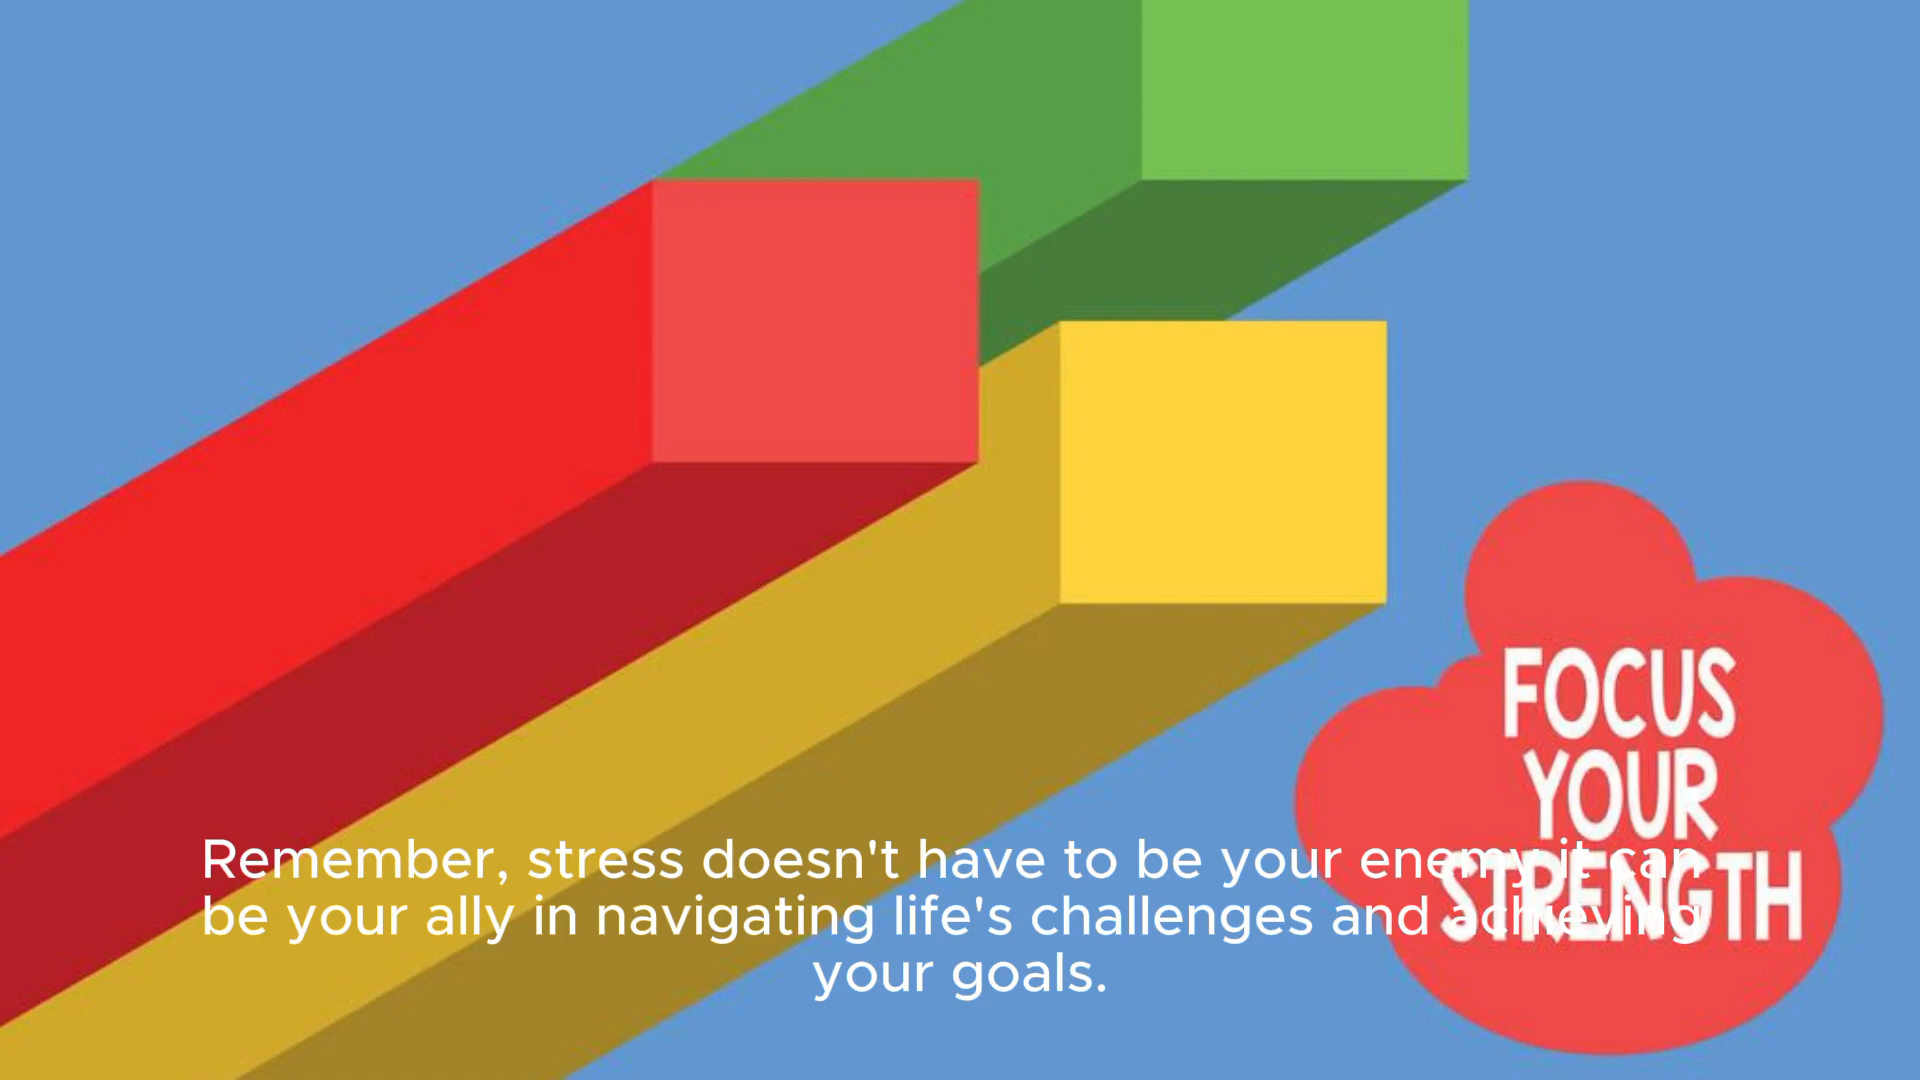 FOCUS
YOUR
STRENGTH
Remember, stress doesn't have to be your enemy it can
be your ally in navigating life's challenges and achieving
your goals.